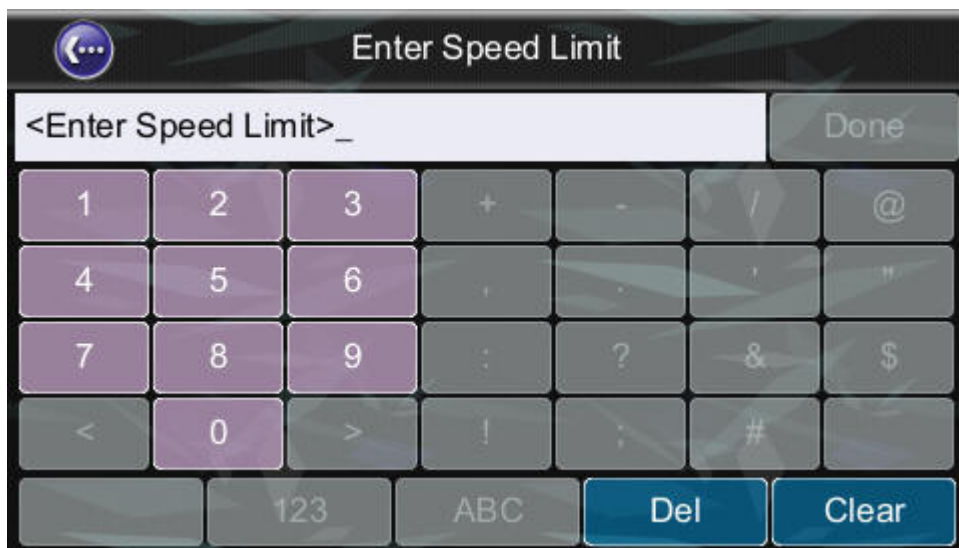 Enter Speed Limit
<Enter Speed Limit>_ Done
1 2 3 + - / @
4 5 6 , . ' "
7 8 9 : ? & $
< 0 > ! ; #
123 ABC Del Clear